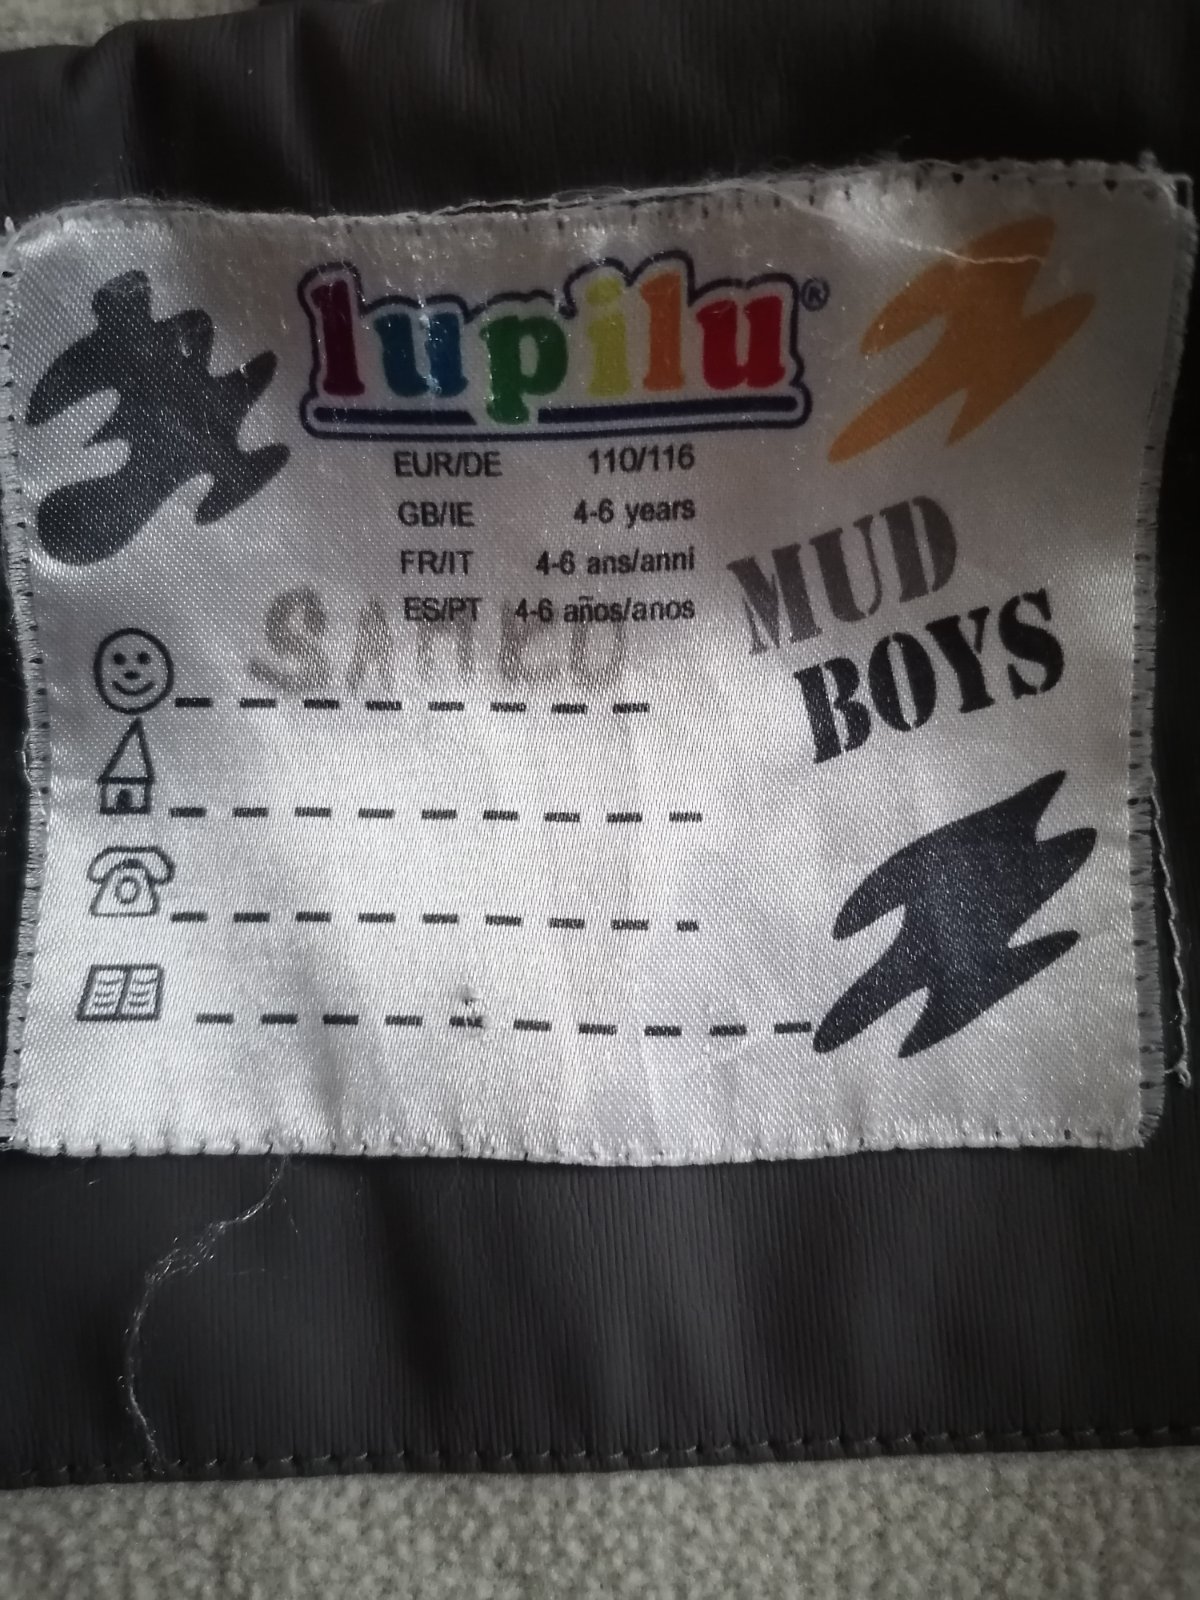 lupilu®
EUR/DE 110/116
GB/IE 4-6 years
FR/IT 4-6 ans/anni
ES/PT 4-6 años/anos
MUD
BOYS